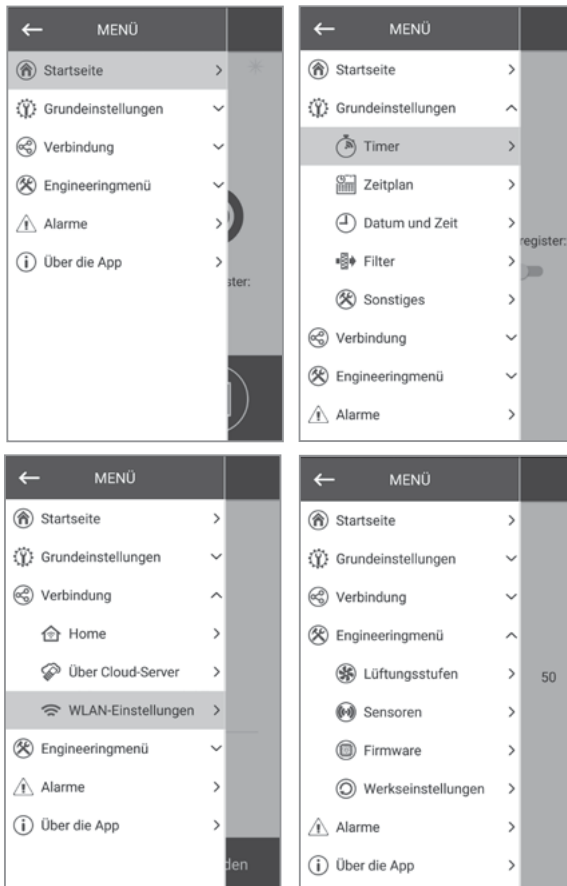 MENÜ
Startseite
Grundeinstellungen
Verbindung
Engineeringmenü
Alarme
Über die App
ster:
MENÜ
Startseite
Grundeinstellungen
Timer
Zeitplan
Datum und Zeit
Filter
Sonstiges
Verbindung
Engineeringmenü
Alarme
register:
MENÜ
Startseite
Grundeinstellungen
Verbindung
Home
Über Cloud-Server
WLAN-Einstellungen
Engineeringmenü
Alarme
Über die App
den
MENÜ
Startseite
Grundeinstellungen
Verbindung
Engineeringmenü
Lüftungsstufen
50
Sensoren
Firmware
Werkseinstellungen
Alarme
Über die App